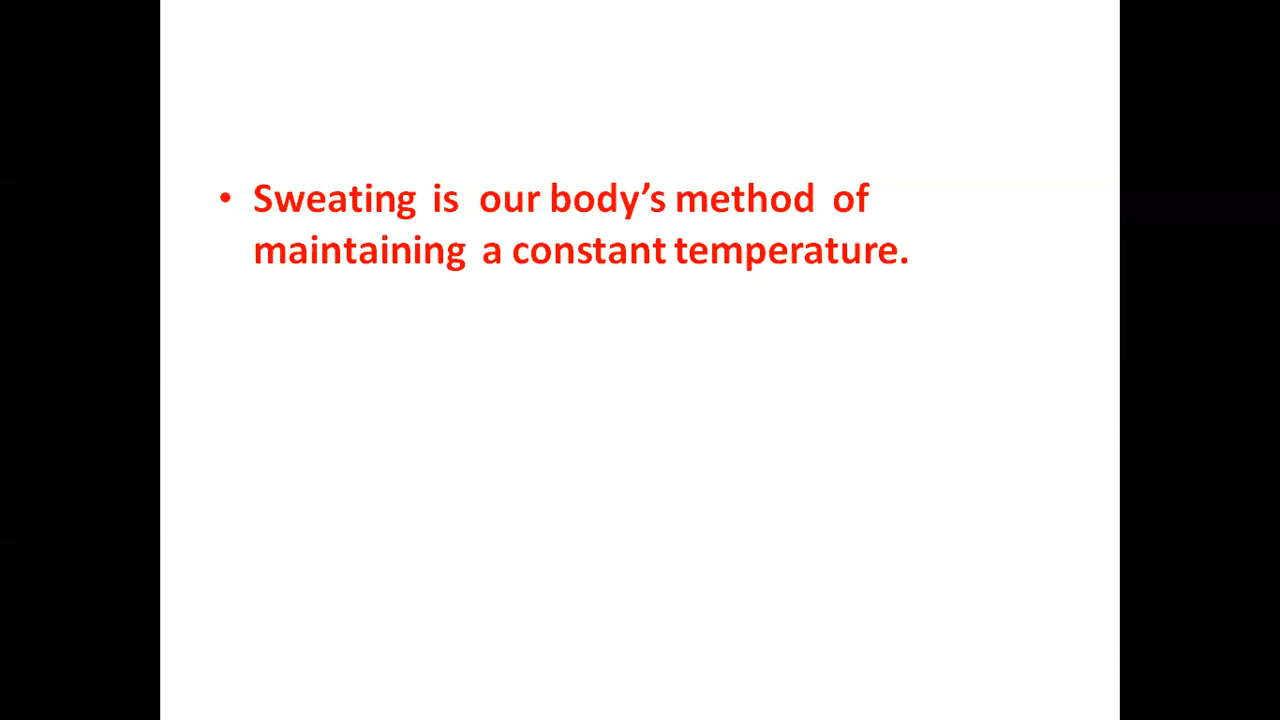 • Sweating is our body’s method of
maintaining a constant temperature.